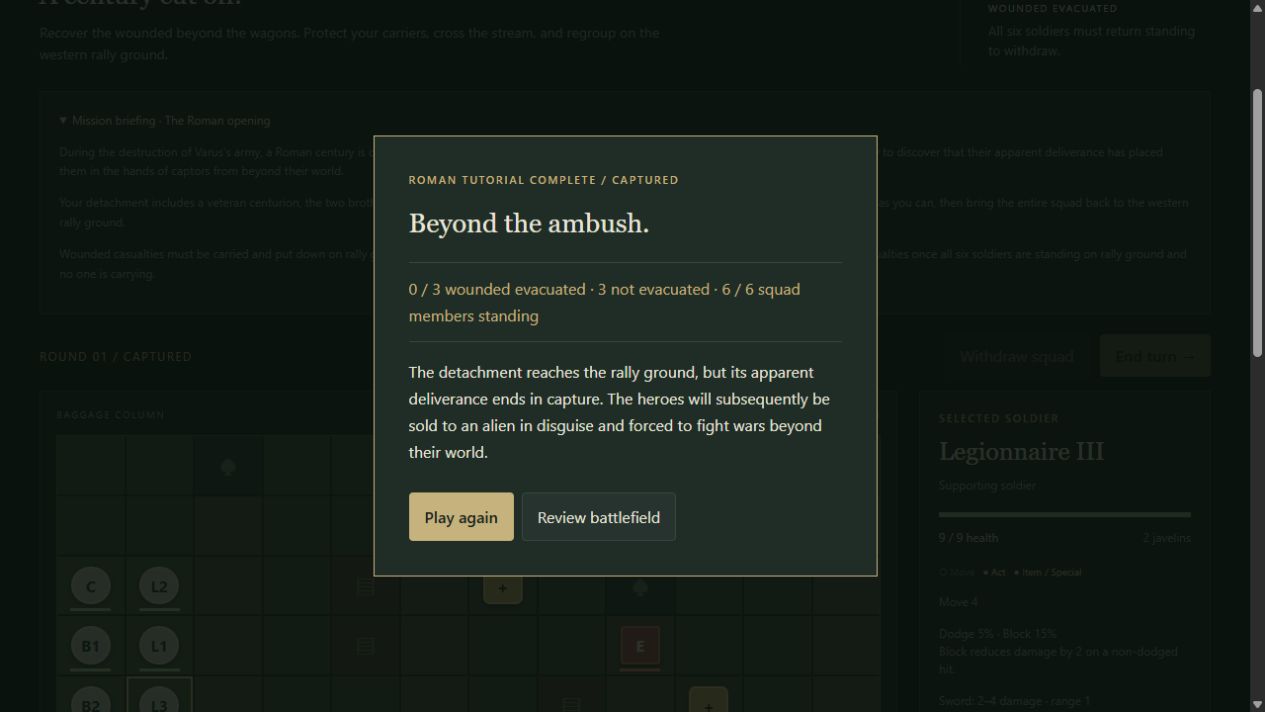 A century cut off.
WOUNDED EVACUATED
Recover the wounded beyond the wagons. Protect your carriers, cross the stream, and regroup on the
western rally ground.
All six soldiers must return standing
to withdraw.
▼ Mission briefing · The Roman opening
During the destruction of Varus's army, a Roman century is
to discover that their apparent deliverance has placed
them in the hands of captors from beyond their world.
Your detachment includes a veteran centurion, the two
as you can, then bring the entire squad back to the western
rally ground.
Wounded casualties must be carried and put down on rally
once all six soldiers are standing on rally ground and
no one is carrying.
ROMAN TUTORIAL COMPLETE / CAPTURED
Beyond the ambush.
0 / 3 wounded evacuated · 3 not evacuated · 6 / 6 squad
members standing
The detachment reaches the rally ground, but its apparent
deliverance ends in capture. The heroes will subsequently be
sold to an alien in disguise and forced to fight wars beyond
their world.
Play again
Review battlefield
ROUND 01 / CAPTURED
Withdraw squad
End turn →
BAGGAGE COLUMN
C
L2
+
B1
L1
E
B2
L3
+
SELECTED SOLDIER
Legionnaire III
Supporting soldier
9 / 9 health
2 javelins
○ Move ● Act ● Item / Special
Move 4
Dodge 5% · Block 15%
Block reduces damage by 2 on a non-dodged
hit.
Sword: 2–4 damage · range 1